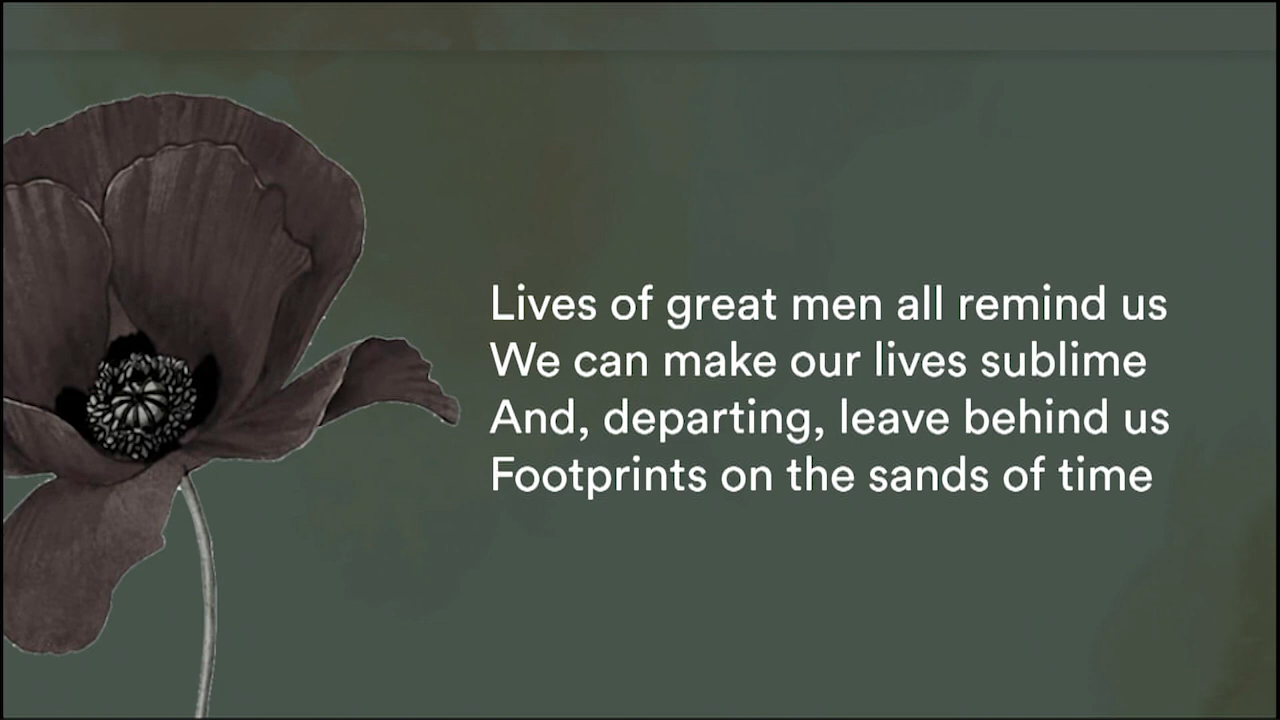 Lives of great men all remind us
We can make our lives sublime
And, departing, leave behind us
Footprints on the sands of time